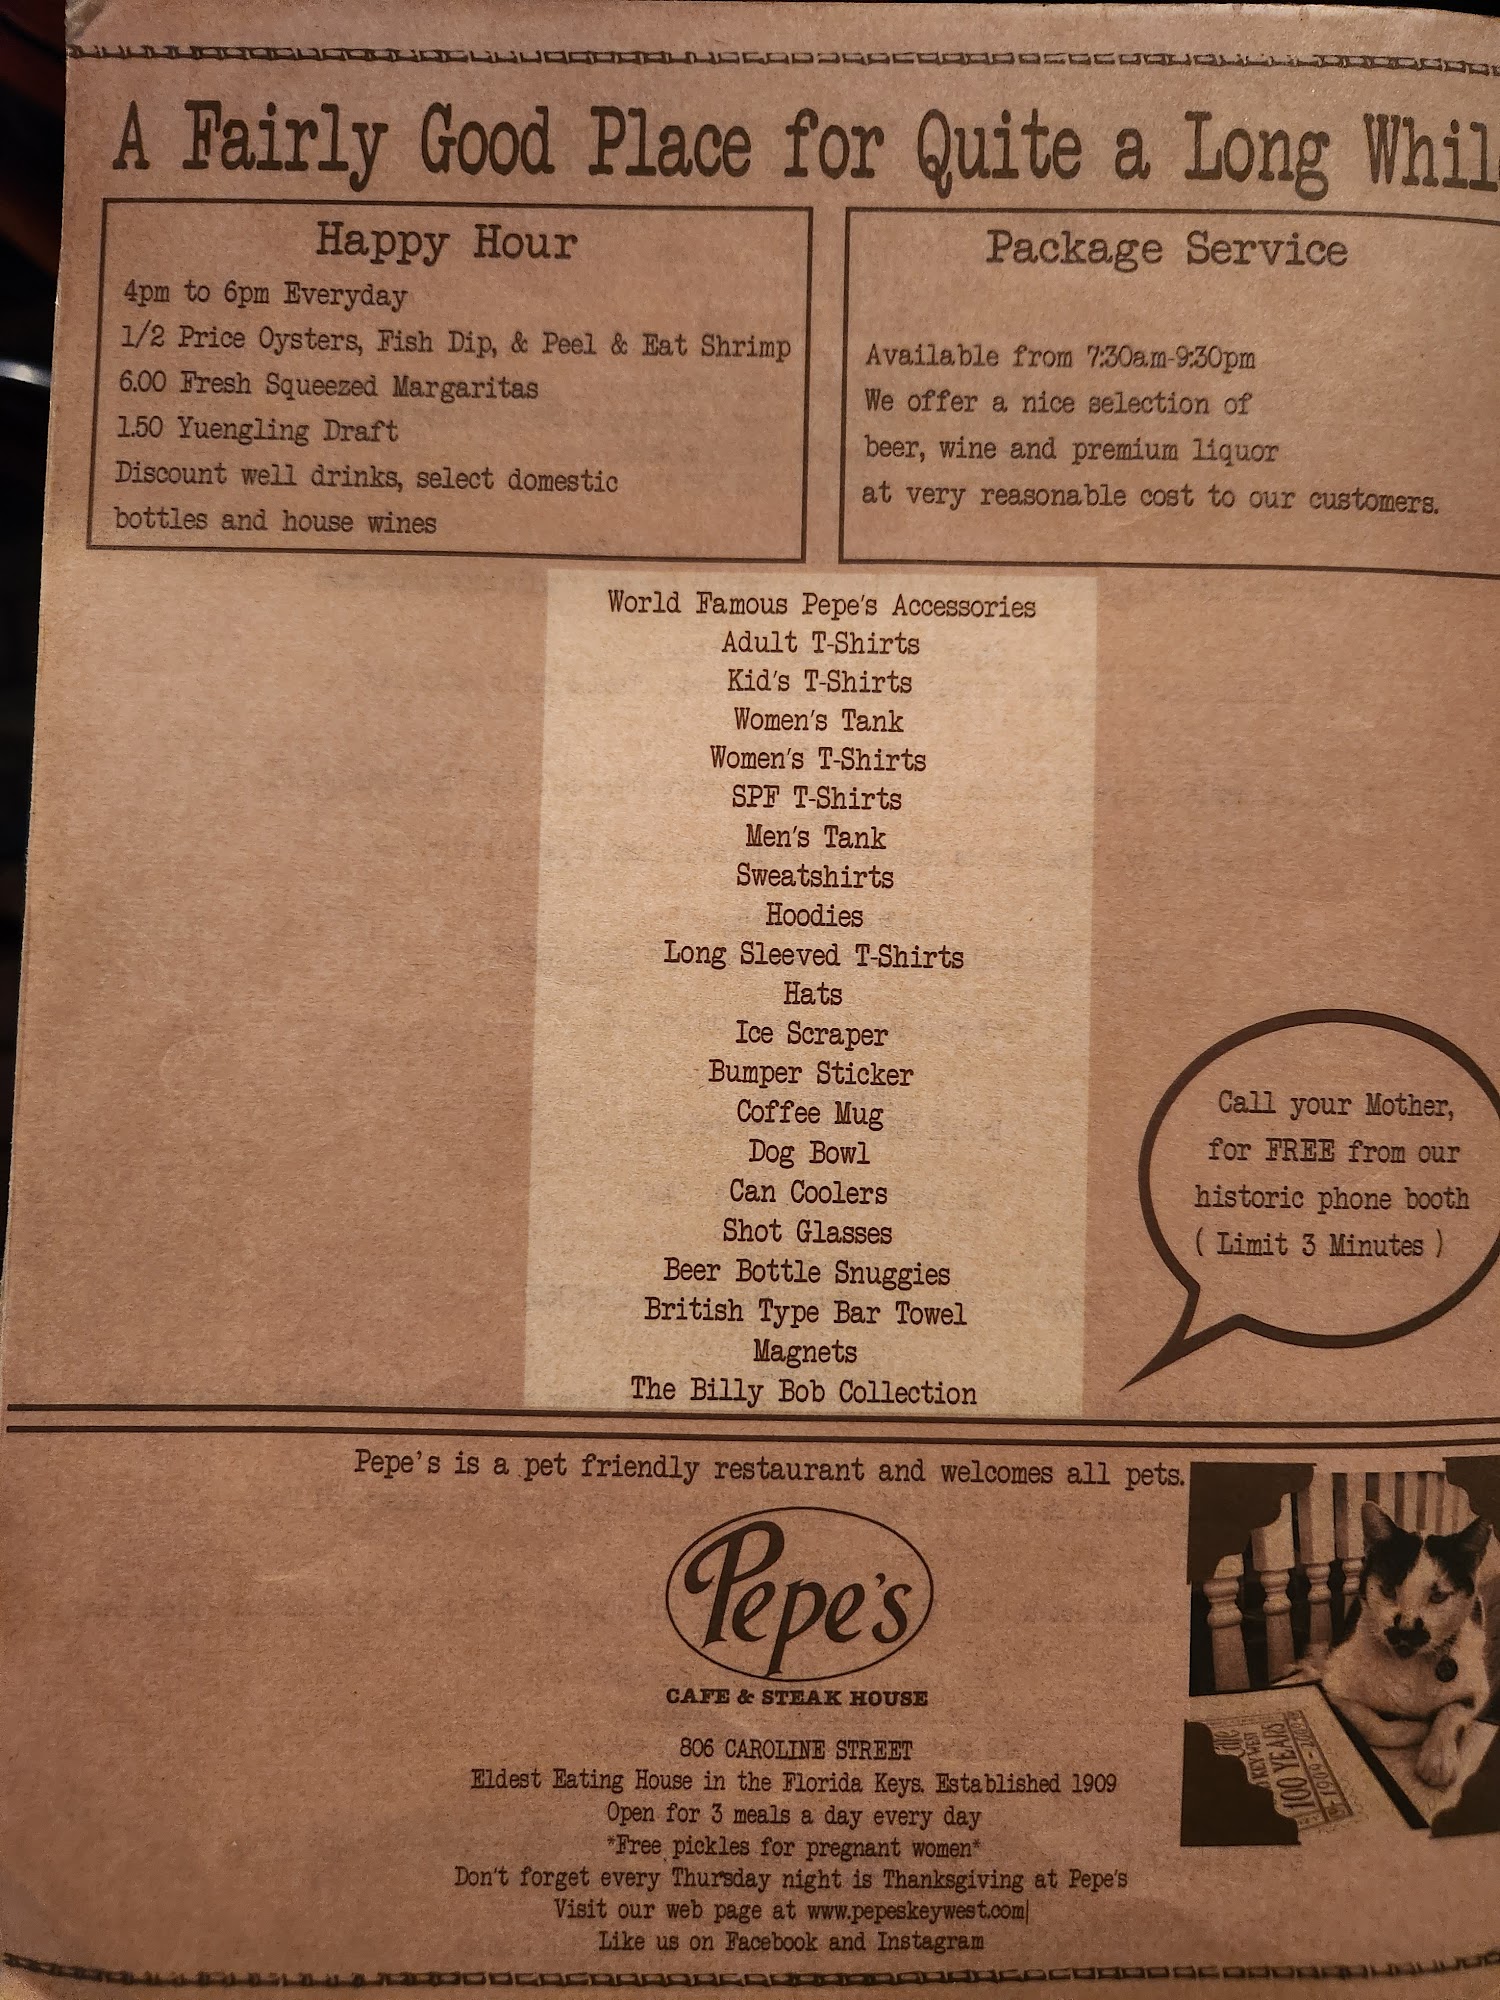 A Fairly Good Place for Quite a Long Whil
Happy Hour
4pm to 6pm Everyday
1/2 Price Oysters, Fish Dip, & Peel & Eat Shrimp
6.00 Fresh Squeezed Margaritas
1.50 Yuengling Draft
Discount well drinks, select domestic
bottles and house wines
Package Service
Available from 7:30am-9:30pm
We offer a nice selection of
beer, wine and premium liquor
at very reasonable cost to our customers.
World Famous Pepe's Accessories
Adult T-Shirts
Kid's T-Shirts
Women's Tank
Women's T-Shirts
SPF T-Shirts
Men's Tank
Sweatshirts
Hoodies
Long Sleeved T-Shirts
Hats
Ice Scraper
Bumper Sticker
Coffee Mug
Dog Bowl
Can Coolers
Shot Glasses
Beer Bottle Snuggies
British Type Bar Towel
Magnets
The Billy Bob Collection
Call your Mother,
for FREE from our
historic phone booth
( Limit 3 Minutes )
Pepe's is a pet friendly restaurant and welcomes all pets.
Pepe's
CAFE & STEAK HOUSE
806 CAROLINE STREET
Eldest Eating House in the Florida Keys. Established 1909
Open for 3 meals a day every day
*Free pickles for pregnant women*
Don't forget every Thursday night is Thanksgiving at Pepe's
Visit our web page at www.pepeskeywest.com|
Like us on Facebook and Instagram
KEY WEST
100 YEARS